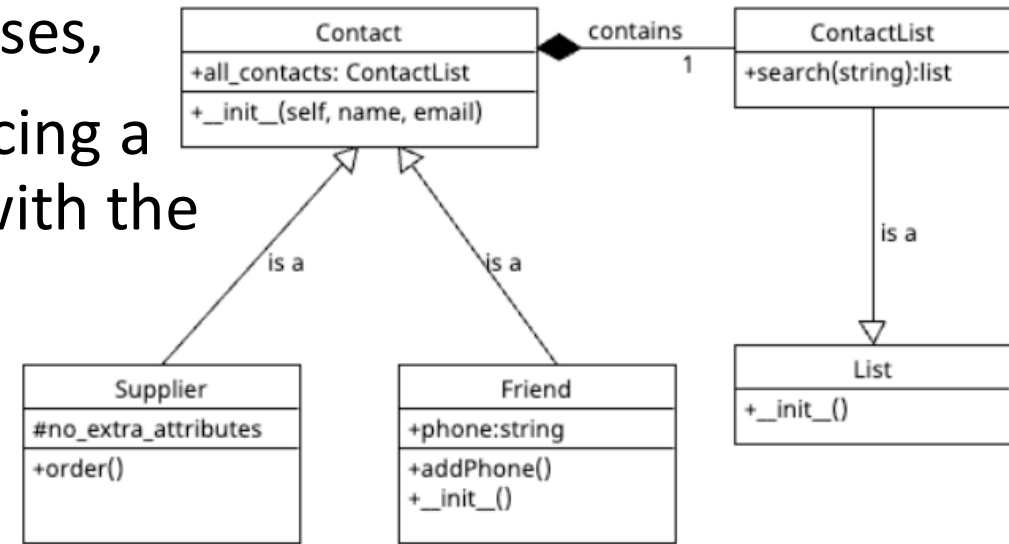 ses,
cing a
with the
Contact
+all_contacts: ContactList
+__init__(self, name, email)
contains
1
ContactList
+search(string):list
is a
is a
is a
Supplier
#no_extra_attributes
+order()
Friend
+phone:string
+addPhone()
+__init__()
List
+__init__()